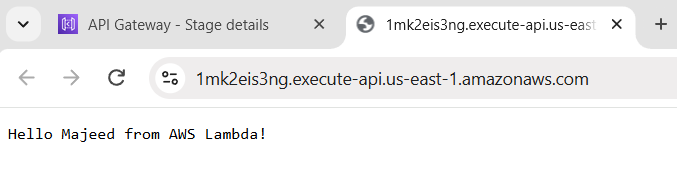 API Gateway - Stage details
1mk2eis3ng.execute-api.us-east
1mk2eis3ng.execute-api.us-east-1.amazonaws.com
Hello Majeed from AWS Lambda!